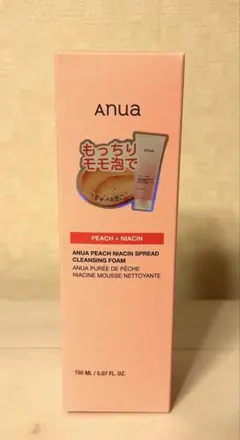 Anua
もっちり
モモ泡で
PEACH + NIACIN
ANUA PEACH NIACIN SPREAD
CLEANSING FOAM
ANUA PURÉE DE PÊCHE
NIACINE MOUSSE NETTOYANTE
150 ML / 5.07 FL. OZ.